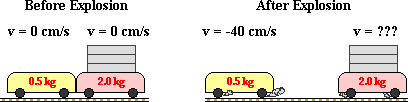 Before Explosion After Explosion
v = 0 cm/s v = 0 cm/s v = -40 cm/s v = ???
0.5 kg 2.0 kg 0.5 kg 2.0 kg